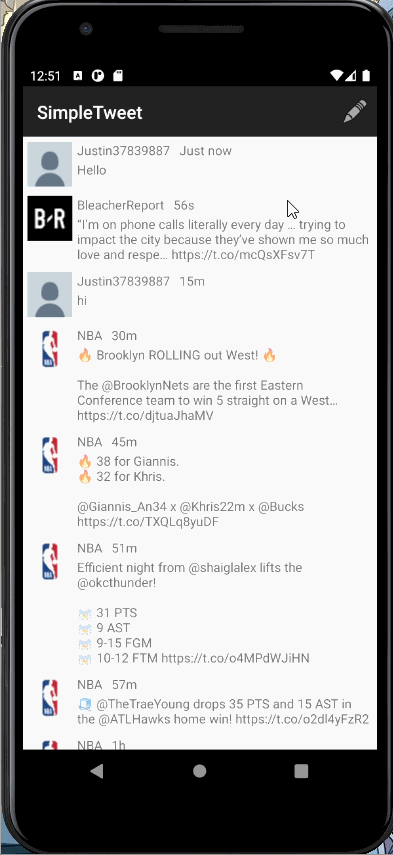 12:51
SimpleTweet
Justin37839887 Just now
Hello
B/R
BleacherReport 56s
“I’m on phone calls literally every day … trying to
impact the city because they’ve shown me so much
love and respe… https://t.co/mcQsXFsv7T
Justin37839887 15m
hi
NBA 30m
🔥 Brooklyn ROLLING out West! 🔥
The @BrooklynNets are the first Eastern
Conference team to win 5 straight on a West…
https://t.co/djtuaJhaMV
NBA 45m
🔥 38 for Giannis.
🔥 32 for Khris.
@Giannis_An34 x @Khris22m x @Bucks
https://t.co/TXQLq8yuDF
NBA 51m
Efficient night from @shaiglalex lifts the
@okcthunder!
31 PTS
9 AST
9-15 FGM
10-12 FTM https://t.co/o4MPdWJiHN
NBA 57m
🧊 @TheTraeYoung drops 35 PTS and 15 AST in
the @ATLHawks home win! https://t.co/o2dl4yFzR2
NBA 1h